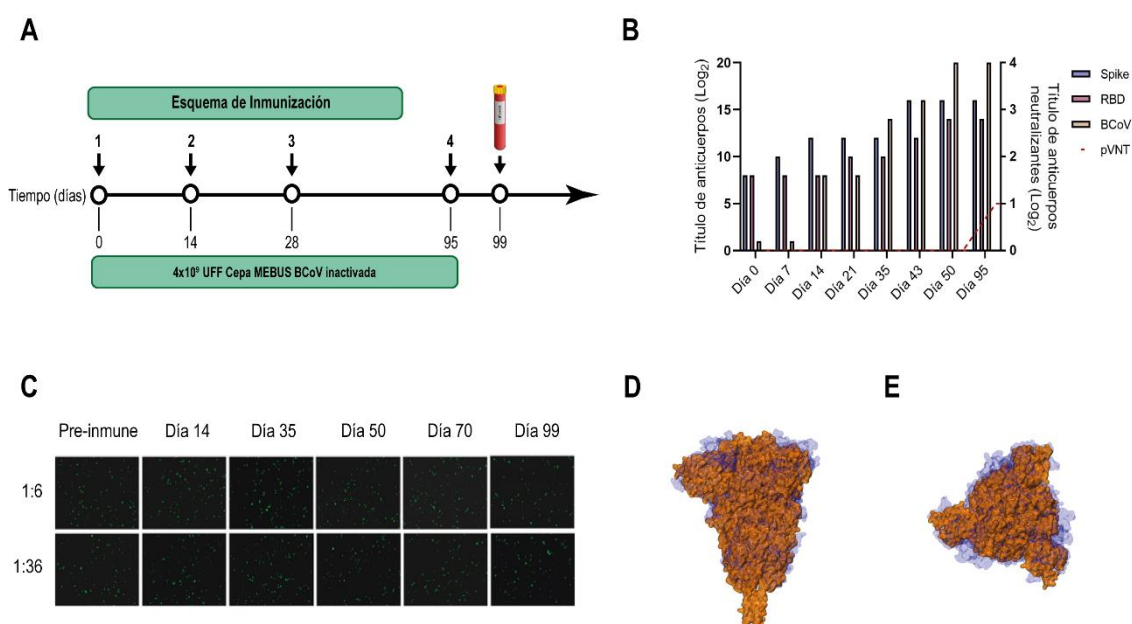 A
Esquema de Inmunización
1
2
3
4
Tiempo (días)
0
14
28
95
99
4x10⁹ UFF Cepa MEBUS BCoV inactivada
B
Título de anticuerpos (Log₂)
20
15
10
5
0
4
3
2
1
0
Título de anticuerpos
neutralizantes (Log₂)
Spike
RBD
BCoV
pVNT
Día 0
Día 7
Día 14
Día 21
Día 35
Día 43
Día 50
Día 95
C
Pre-inmune
Día 14
Día 35
Día 50
Día 70
Día 99
1:6
1:36
D
E